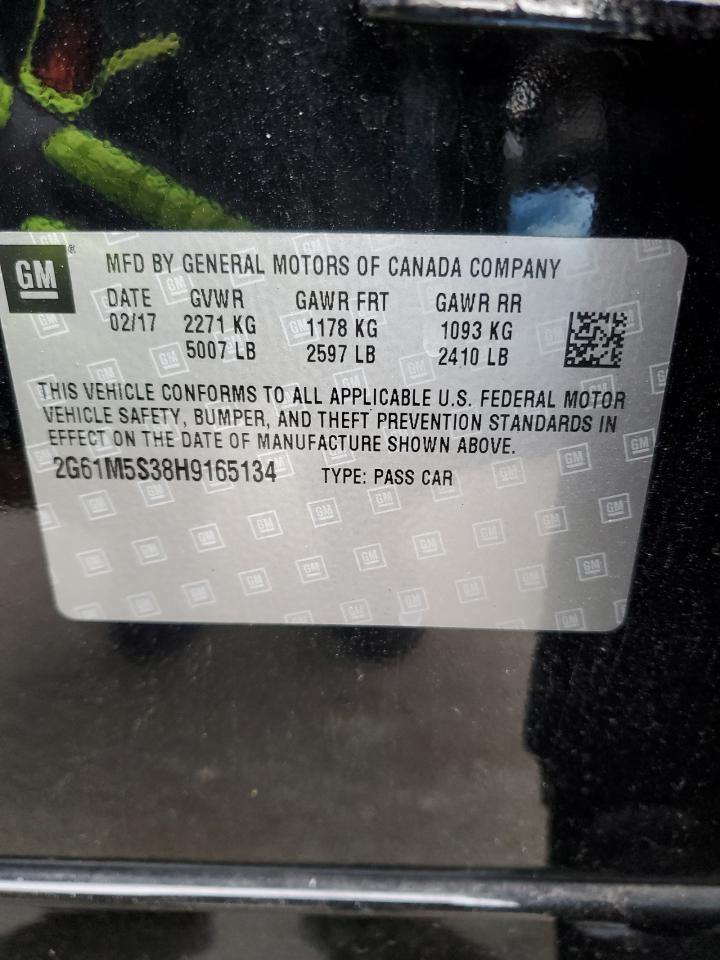 GM ®
MFD BY GENERAL MOTORS OF CANADA COMPANY
DATE GVWR GAWR FRT GAWR RR
02/17 2271 KG 1178 KG 1093 KG
5007 LB 2597 LB 2410 LB
THIS VEHICLE CONFORMS TO ALL APPLICABLE U.S. FEDERAL MOTOR
VEHICLE SAFETY, BUMPER, AND THEFT PREVENTION STANDARDS IN
EFFECT ON THE DATE OF MANUFACTURE SHOWN ABOVE.
2G61M5S38H9165134 TYPE: PASS CAR